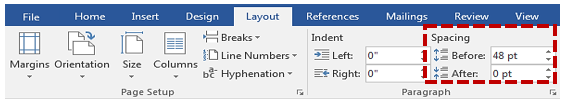 File Home Insert Design Layout References Mailings Review View
Margins Orientation Size Columns
Breaks
Line Numbers
Hyphenation
Page Setup
Indent
Left: 0"
Right: 0"
Spacing
Before: 48 pt
After: 0 pt
Paragraph